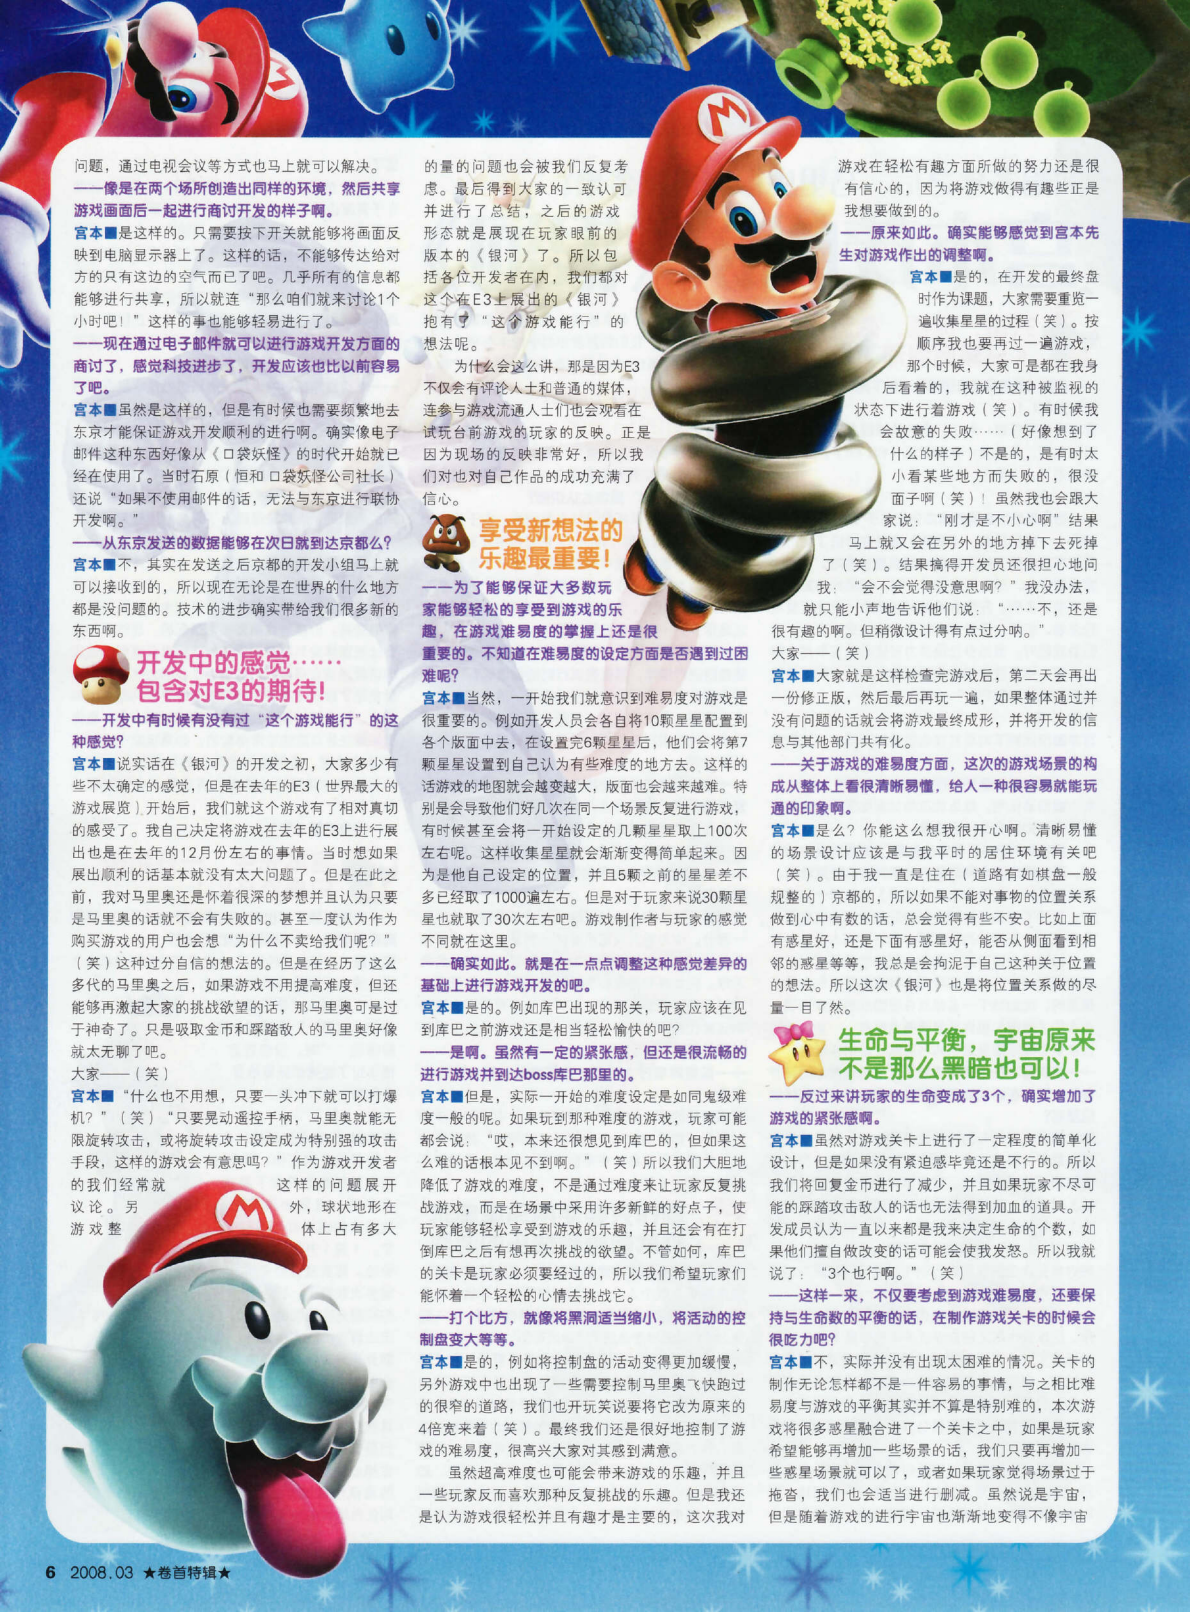 问题，通过电视会议等方式也马上就可以解决。
——像是在两个场所创造出同样的环境，然后共享
游戏画面后一起进行商讨开发的样子啊。
宫本■是这样的。只需要按下开关就能够将画面反
映到电脑显示器上了。这样的话，不能够传达给对
方的只有这边的空气而已了吧。几乎所有的信息都
能够进行共享，所以就连“那么咱们就来讨论1个
小时吧！”这样的事也能够轻易进行了。
——现在通过电子邮件就可以进行游戏开发方面的
商讨了，感觉科技进步了，开发应该也比以前容易
了吧。
宫本■虽然是这样的，但是有时候也需要频繁地去
东京才能保证游戏开发顺利的进行啊。确实像电子
邮件这种东西好像从《口袋妖怪》的时代开始就已
经在使用了。当时石原（恒和 口袋妖怪公司社长）
还说“如果不使用邮件的话，无法与东京进行联协
开发啊。”
——从东京发送的数据能够在次日就到达京都么？
宫本■不，其实在发送之后京都的开发小组马上就
可以接收到的，所以现在无论是在世界的什么地方
都是没问题的。技术的进步确实带给我们很多新的
东西啊。
开发中的感觉……
包含对E3的期待！
——开发中有时候有没有过“这个游戏能行”的这
种感觉？
宫本■说实话在《银河》的开发之初，大家多少有
些不太确定的感觉，但是在去年的E3（世界最大的
游戏展览）开始后，我们就这个游戏有了相对真切
的感受了。我自己决定将游戏在去年的E3上进行展
出也是在去年的12月份左右的事情。当时想如果
展出顺利的话基本就没有太大问题了。但是在此之
前，我对马里奥还是怀着很深的梦想并且认为只要
是马里奥的话就不会有失败的。甚至一度认为作为
购买游戏的用户也会想“为什么不卖给我们呢？”
（笑）这种过分自信的想法的。但是在经历了这么
多代的马里奥之后，如果游戏不用提高难度，但还
能够再激起大家的挑战欲望的话，那马里奥可是过
于神奇了。只是吸取金币和踩踏敌人的马里奥好像
就太无聊了吧。
大家——（笑）
宫本■“什么也不用想，只要一头冲下就可以打爆
机？”（笑）“只要晃动遥控手柄，马里奥就能无
限旋转攻击，或将旋转攻击设定成为特别强的攻击
手段，这样的游戏会有意思吗？”作为游戏开发者
的我们经常就这样的问题展开
议论。另外，球状地形在
游戏整体上占有多大
的量的问题也会被我们反复考
虑。最后得到大家的一致认可
并进行了总结，之后的游戏
形态就是展现在玩家眼前的
版本的《银河》了。所以包
括各位开发者在内，我们都对
这个在E3上展出的《银河》
抱有了“这个游戏能行”的
想法呢。
为什么会这么讲，那是因为E3
不仅会有评论人士和普通的媒体，
连参与游戏流通人士们也会观看在
试玩台前游戏的玩家的反映。正是
因为现场的反映非常好，所以我
们对也对自己作品的成功充满了
信心。
享受新想法的
乐趣最重要！
——为了能够保证大多数玩
家能够轻松的享受到游戏的乐
趣，在游戏难易度的掌握上还是很
重要的。不知道在难易度的设定方面是否遇到过困
难呢？
宫本■当然，一开始我们就意识到难易度对游戏是
很重要的。例如开发人员会各自将10颗星星配置到
各个版面中去，在设置完6颗星星后，他们会将第7
颗星星设置到自己认为有些难度的地方去。这样的
话游戏的地图就会越变越大，版面也会越来越难。特
别是会导致他们好几次在同一个场景反复进行游戏，
有时候甚至会将一开始设定的几颗星星取上100次
左右呢。这样收集星星就会渐渐变得简单起来。因
为是他自己设定的位置，并且5颗之前的星星差不
多已经取了1000遍左右。但是对于玩家来说30颗星
星也就取了30次左右吧。游戏制作者与玩家的感觉
不同就在这里。
——确实如此。就是在一点点调整这种感觉差异的
基础上进行游戏开发的吧。
宫本■是的。例如库巴出现的那关，玩家应该在见
到库巴之前游戏还是相当轻松愉快的吧？
——是啊。虽然有一定的紧张感，但还是很流畅的
进行游戏并到达boss库巴那里的。
宫本■但是，实际一开始的难度设定是如同鬼级难
度一般的呢。如果玩到那种难度的游戏，玩家可能
都会说：“哎，本来还很想见到库巴的，但如果这
么难的话根本见不到啊。”（笑）所以我们大胆地
降低了游戏的难度，不是通过难度来让玩家反复挑
战游戏，而是在场景中采用许多新鲜的好点子，使
玩家能够轻松享受到游戏的乐趣，并且还会有在打
倒库巴之后有想再次挑战的欲望。不管如何，库巴
的关卡是玩家必须要经过的，所以我们希望玩家们
能怀着一个轻松的心情去挑战它。
——打个比方，就像将黑洞适当缩小，将活动的控
制盘变大等等。
宫本■是的，例如将控制盘的活动变得更加缓慢，
另外游戏中也出现了一些需要控制马里奥飞快跑过
的很窄的道路，我们也开玩笑说要将它改为原来的
4倍宽来着（笑）。最终我们还是很好地控制了游
戏的难易度，很高兴大家对其感到满意。
虽然超高难度也可能会带来游戏的乐趣，并且
一些玩家反而喜欢那种反复挑战的乐趣。但是我还
是认为游戏很轻松并且有趣才是主要的，这次我对
游戏在轻松有趣方面所做的努力还是很
有信心的，因为将游戏做得有趣些正是
我想要做到的。
——原来如此。确实能够感觉到宫本先
生对游戏作出的调整啊。
宫本■是的，在开发的最终盘
时作为课题，大家需要重览一
遍收集星星的过程（笑）。按
顺序我也要再过一遍游戏，
那个时候，大家可是都在我身
后看着的，我就在这种被监视的
状态下进行着游戏（笑）。有时候我
会故意的失败……（好像想到了
什么的样子）不是的，是有时太
小看某些地方而失败的，很没
面子啊（笑）！虽然我也会跟大
家说：“刚才是不小心啊”结果
马上就又会在另外的地方掉下去死掉
了（笑）。结果搞得开发员还很担心地问
我：“会不会觉得没意思啊？”我没办法，
就只能小声地告诉他们说：“……不，还是
很有趣的啊。但稍微设计得有点过分呐。”
大家——（笑）
宫本■大家就是这样检查完游戏后，第二天会再出
一份修正版，然后最后再玩一遍，如果整体通过并
没有问题的话就会将游戏最终成形，并将开发的信
息与其他部门共有化。
——关于游戏的难易度方面，这次的游戏场景的构
成从整体上看很清晰易懂，给人一种很容易就能玩
通的印象啊。
宫本■是么？你能这么想我很开心啊。清晰易懂
的场景设计应该是与我平时的居住环境有关吧
（笑）。由于我一直是住在（道路有如棋盘一般
规整的）京都的，所以如果不能对事物的位置关系
做到心中有数的话，总会觉得有些不安。比如上面
有惑星好，还是下面有惑星好，能否从侧面看到相
邻的惑星等等，我总是会拘泥于自己这种关于位置
的想法。所以这次《银河》也是将位置关系做的尽
量一目了然。
生命与平衡，宇宙原来
不是那么黑暗也可以！
——反过来讲玩家的生命变成了3个，确实增加了
游戏的紧张感啊。
宫本■虽然对游戏关卡上进行了一定程度的简单化
设计，但是如果没有紧迫感毕竟还是不行的。所以
我们将回复金币进行了减少，并且如果玩家不尽可
能的踩踏攻击敌人的话也无法得到加血的道具。开
发成员认为一直以来都是我来决定生命的个数，如
果他们擅自做改变的话可能会使我发怒。所以我就
说了：“3个也行啊。”（笑）
——这样一来，不仅要考虑到游戏难易度，还要保
持与生命数的平衡的话，在制作游戏关卡的时候会
很吃力吧？
宫本■不，实际并没有出现太困难的情况。关卡的
制作无论怎样都不是一件容易的事情，与之相比难
易度与游戏的平衡其实并不算是特别难的，本次游
戏将很多惑星融合进了一个关卡之中，如果是玩家
希望能够再增加一些场景的话，我们只要再增加一
些惑星场景就可以了，或者如果玩家觉得场景过于
拖沓，我们也会适当进行删减。虽然说是宇宙，
但是随着游戏的进行宇宙也渐渐地变得不像宇宙
6 2008.03 ★卷首特辑★